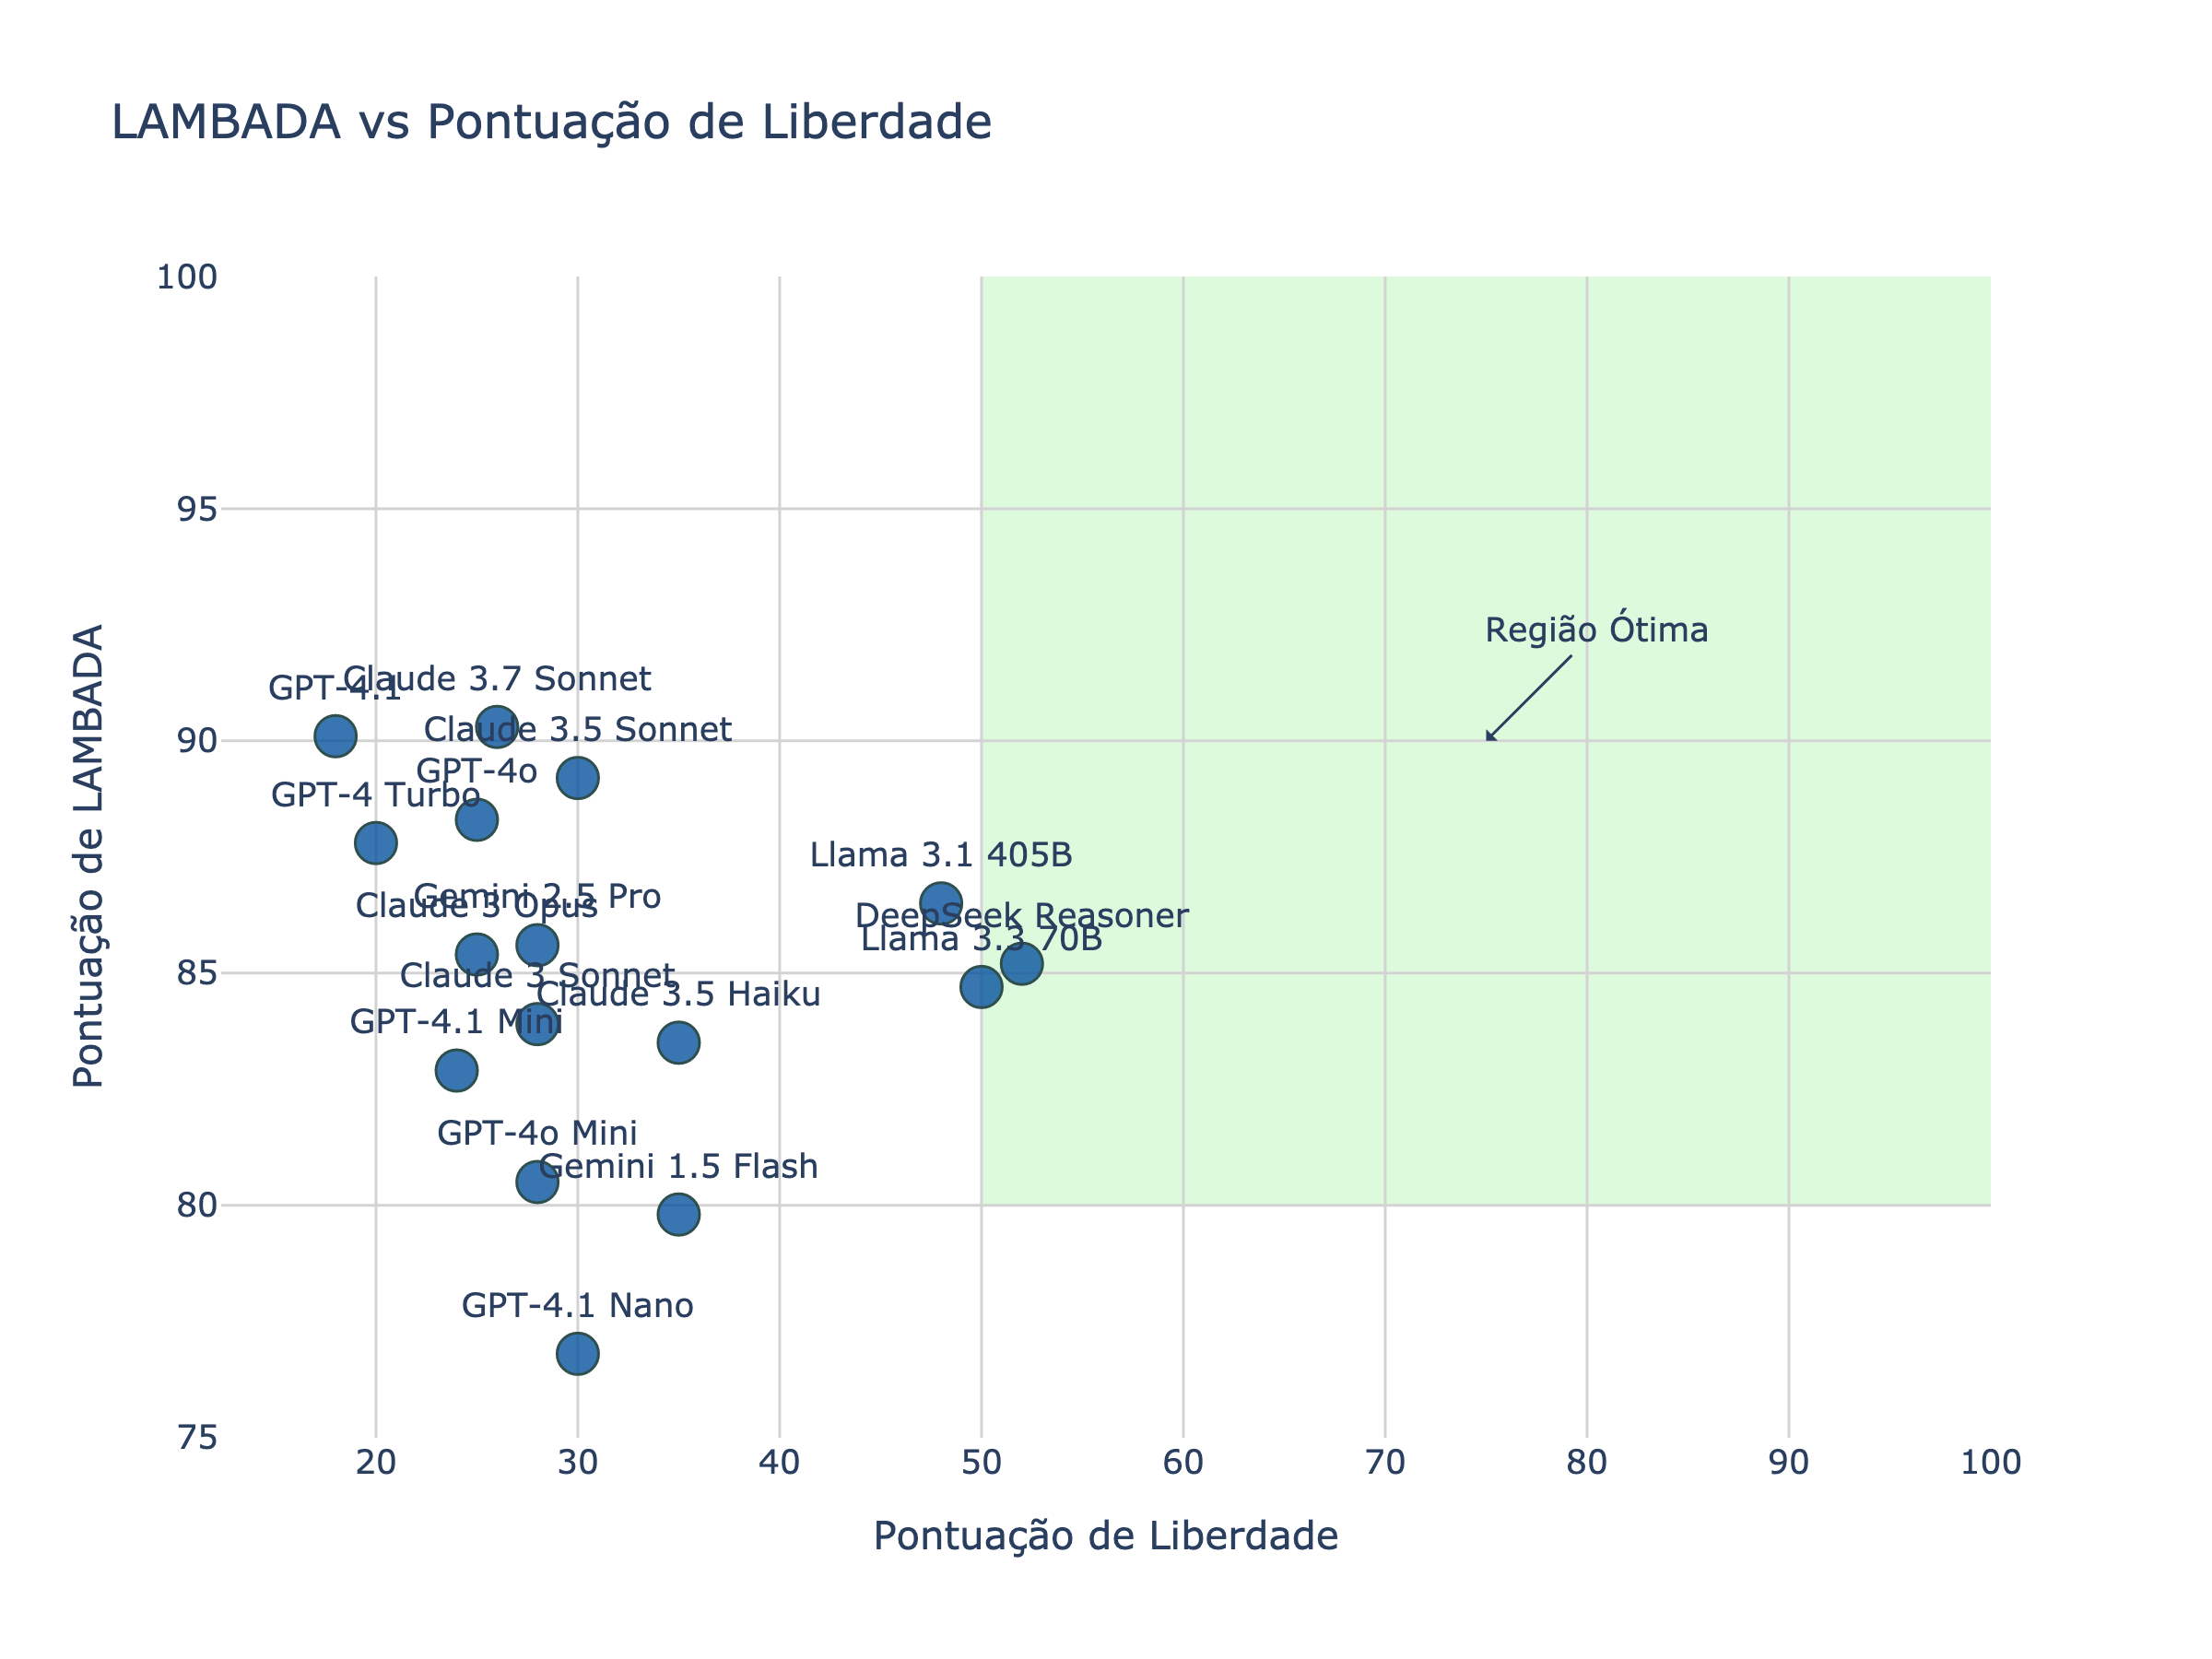 LAMBADA vs Pontuação de Liberdade
100
95
90
85
80
75
Pontuação de LAMBADA
Região Ótima
Claude 3.7 Sonnet
GPT-4.1
Claude 3.5 Sonnet
GPT-4o
GPT-4 Turbo
Llama 3.1 405B
Gemini 2.5 Pro
Claude 3 Opus
DeepSeek Reasoner
Llama 3.3 70B
Claude 3 Sonnet
Claude 3.5 Haiku
GPT-4.1 Mini
GPT-4o Mini
Gemini 1.5 Flash
GPT-4.1 Nano
20 30 40 50 60 70 80 90 100
Pontuação de Liberdade